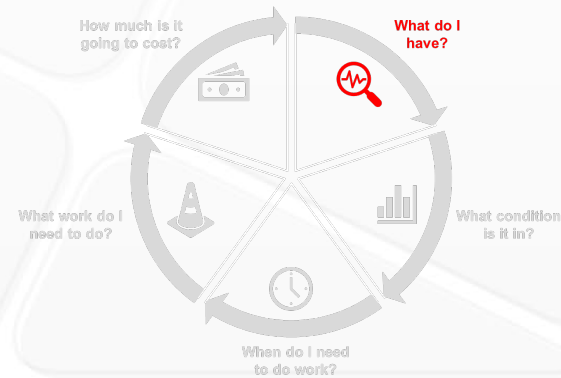 How much is it
going to cost?
What do I
have?
What condition
is it in?
When do I need
to do work?
What work do I
need to do?